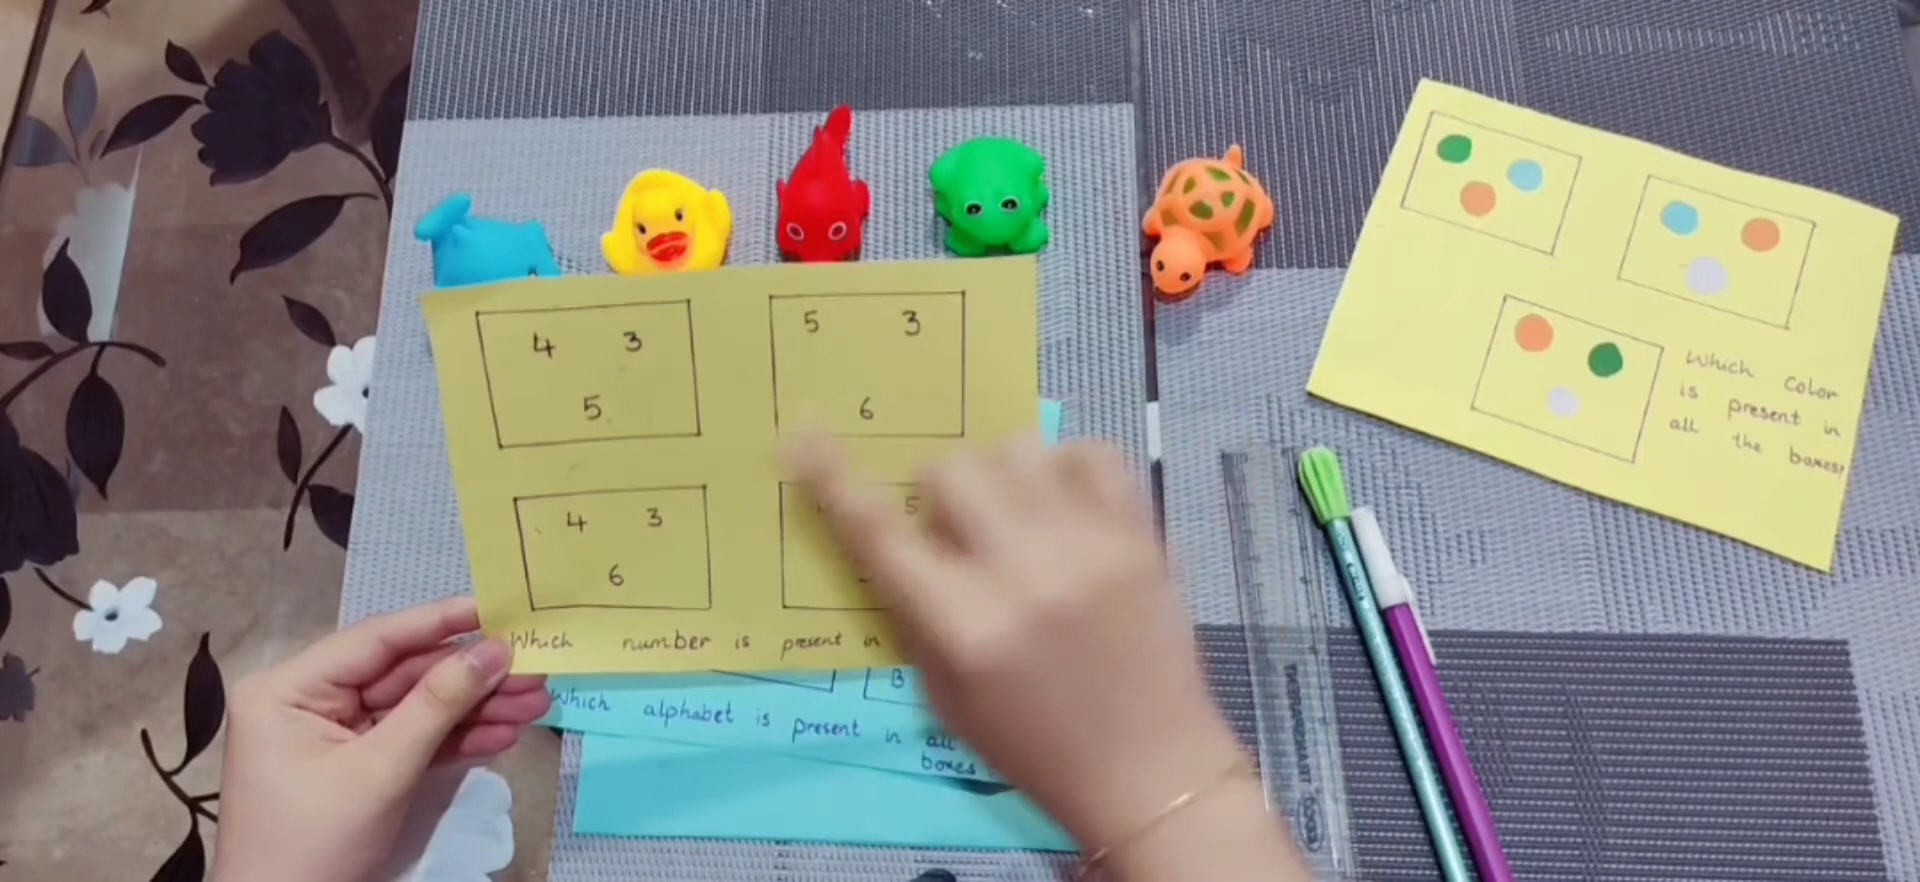 4 3
5
5 3
6
4 3
6
5
Which number is present in
Which alphabet is present in all
boxes
B
Which color
is present in
all the boxes?